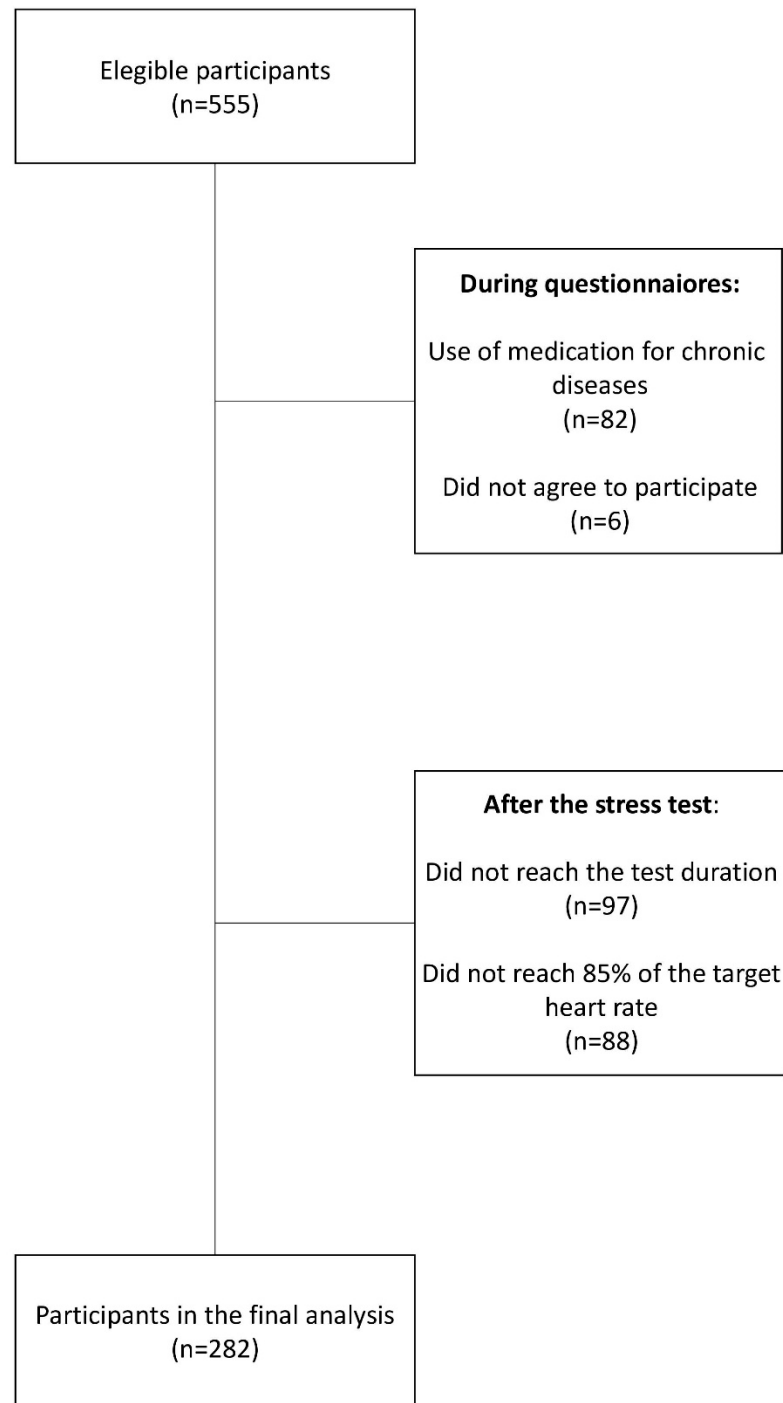 Elegible participants
(n=555)
During questionnaiores:
Use of medication for chronic
diseases
(n=82)
Did not agree to participate
(n=6)
After the stress test:
Did not reach the test duration
(n=97)
Did not reach 85% of the target
heart rate
(n=88)
Participants in the final analysis
(n=282)